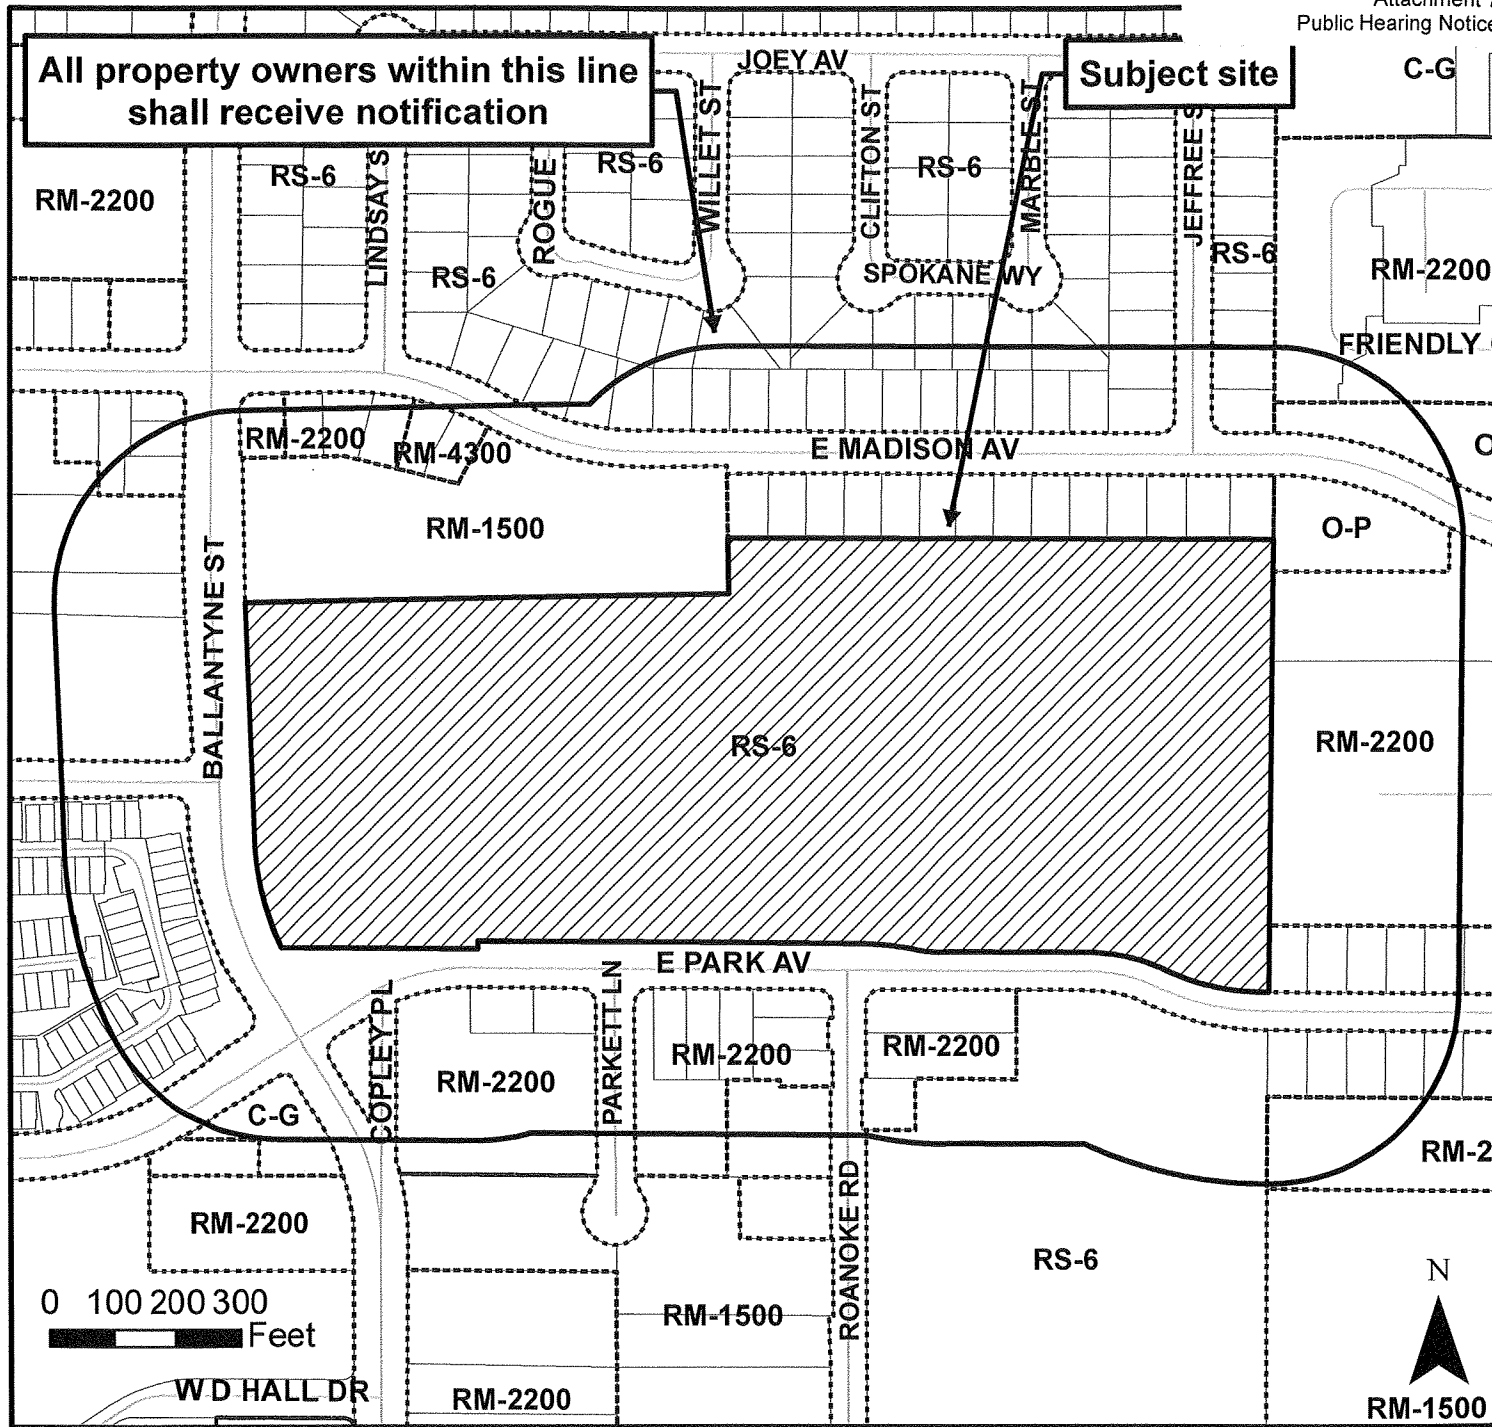 Attachment
Public Hearing Notice
All property owners within this line
shall receive notification
JOEY AV
Subject site
C-G
RM-2200
RS-6
LINDSAY S
RS-6
ROGUE
RS-6
WILLET ST
CLIFTON ST
RS-6
MARBLE ST
JEFFREE S
RS-6
RM-2200
SPOKANE WY
FRIENDLY
RM-2200
RM-4300
E MADISON AV
O
RM-1500
O-P
BALLANTYNE ST
RS-6
RM-2200
E PARK AV
COPLEY PL
PARKETT LN
RM-2200
RM-2200
RM-2200
C-G
RM-2
RM-2200
ROANOKE RD
RS-6
N
0 100 200 300
Feet
RM-1500
W D HALL DR
RM-2200
RM-1500